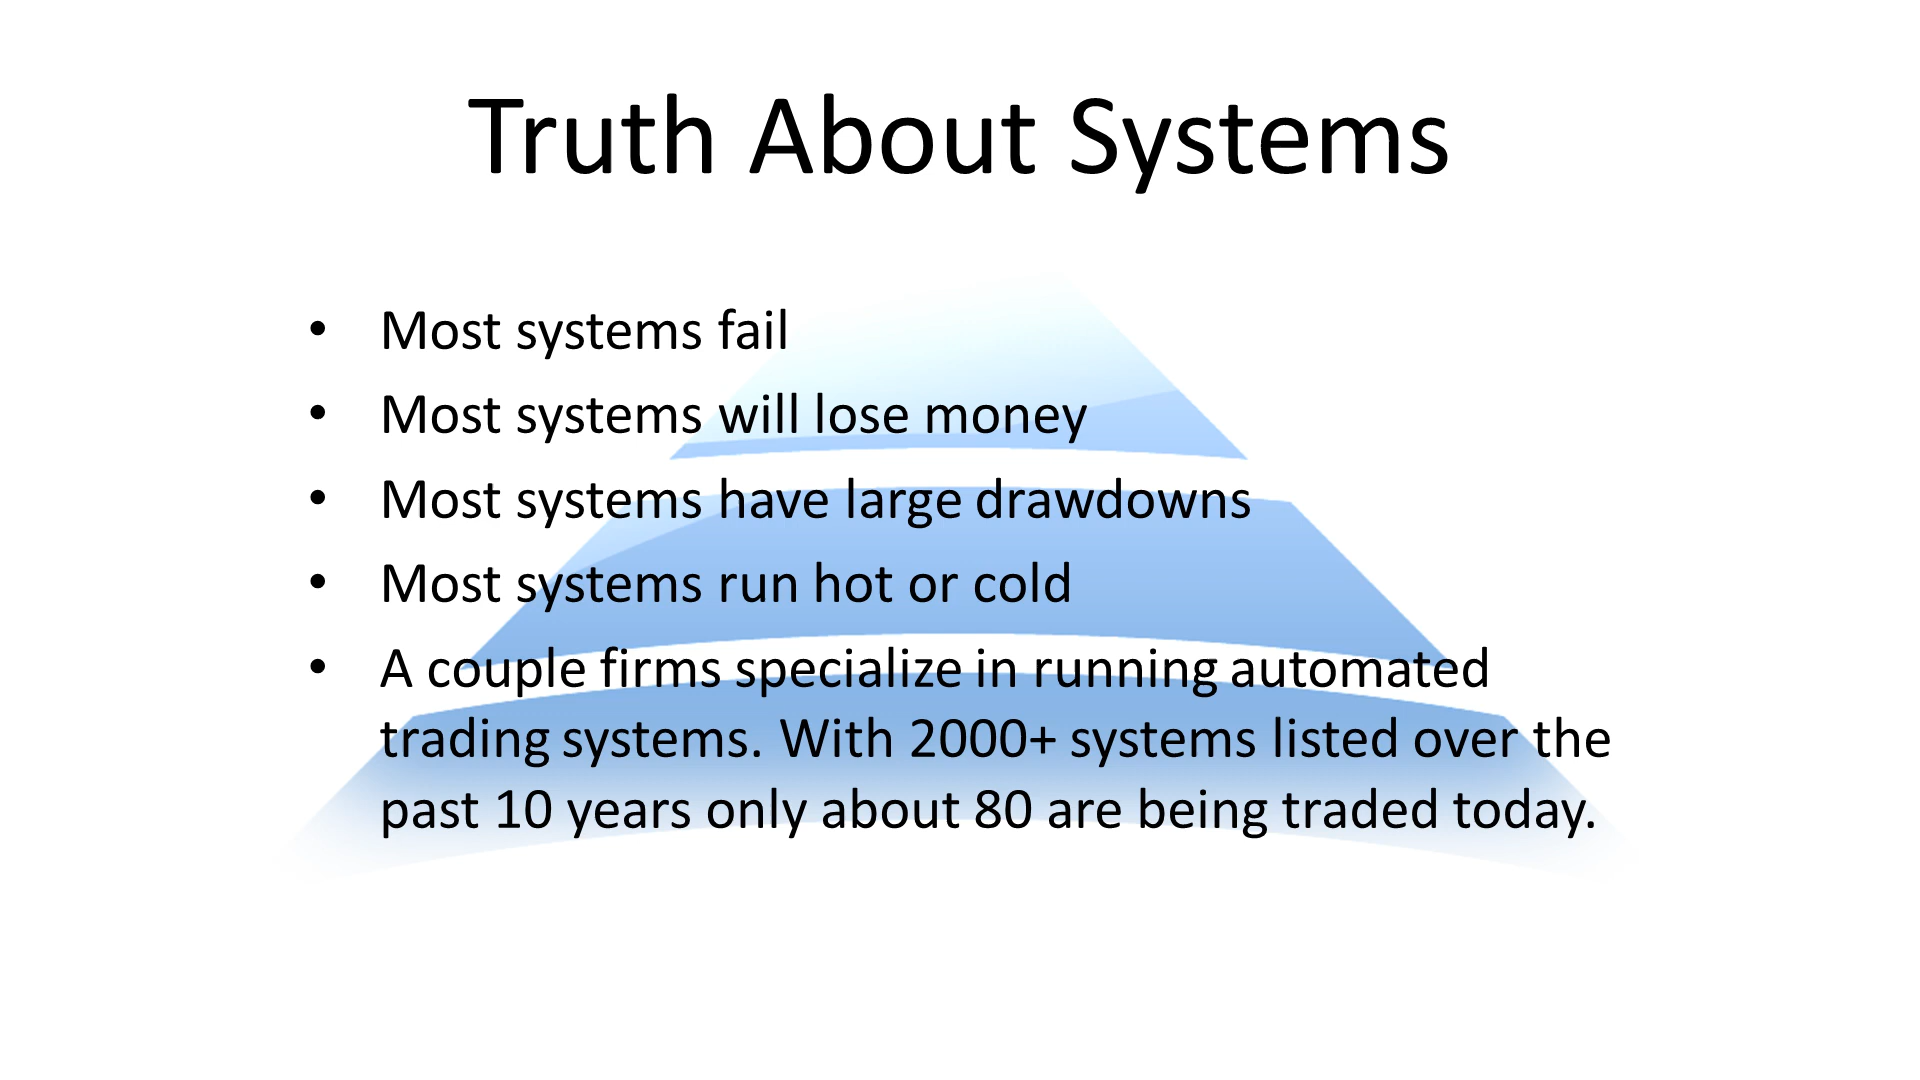 Truth About Systems
• Most systems fail
• Most systems will lose money
• Most systems have large drawdowns
• Most systems run hot or cold
• A couple firms specialize in running automated
trading systems. With 2000+ systems listed over the
past 10 years only about 80 are being traded today.